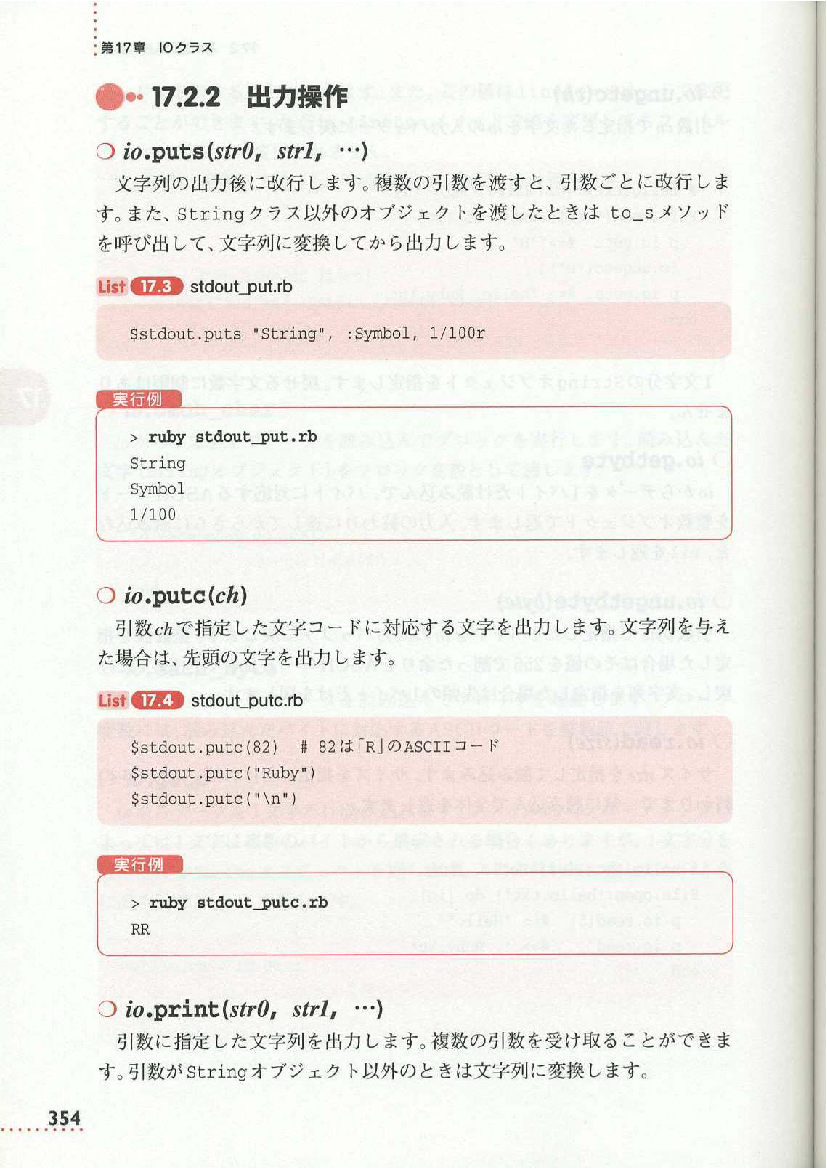 第17章 IOクラス
17.2.2 出力操作
io.puts(str0, str1, …)
文字列の出力後に改行します。複数の引数を渡すと、引数ごとに改行しま
す。また、Stringクラス以外のオブジェクトを渡したときは to_sメソッド
を呼び出して、文字列に変換してから出力します。
List 17.3 stdout_put.rb
$stdout.puts "String", :Symbol, 1/100r
実行例
> ruby stdout_put.rb
String
Symbol
1/100
io.putc(ch)
引数chで指定した文字コードに対応する文字を出力します。文字列を与え
た場合は、先頭の文字を出力します。
List 17.4 stdout_putc.rb
$stdout.putc(82) # 82は「R」のASCIIコード
$stdout.putc("Ruby")
$stdout.putc("\n")
実行例
> ruby stdout_putc.rb
RR
io.print(str0, str1, …)
引数に指定した文字列を出力します。複数の引数を受け取ることができま
す。引数がStringオブジェクト以外のときは文字列に変換します。
354